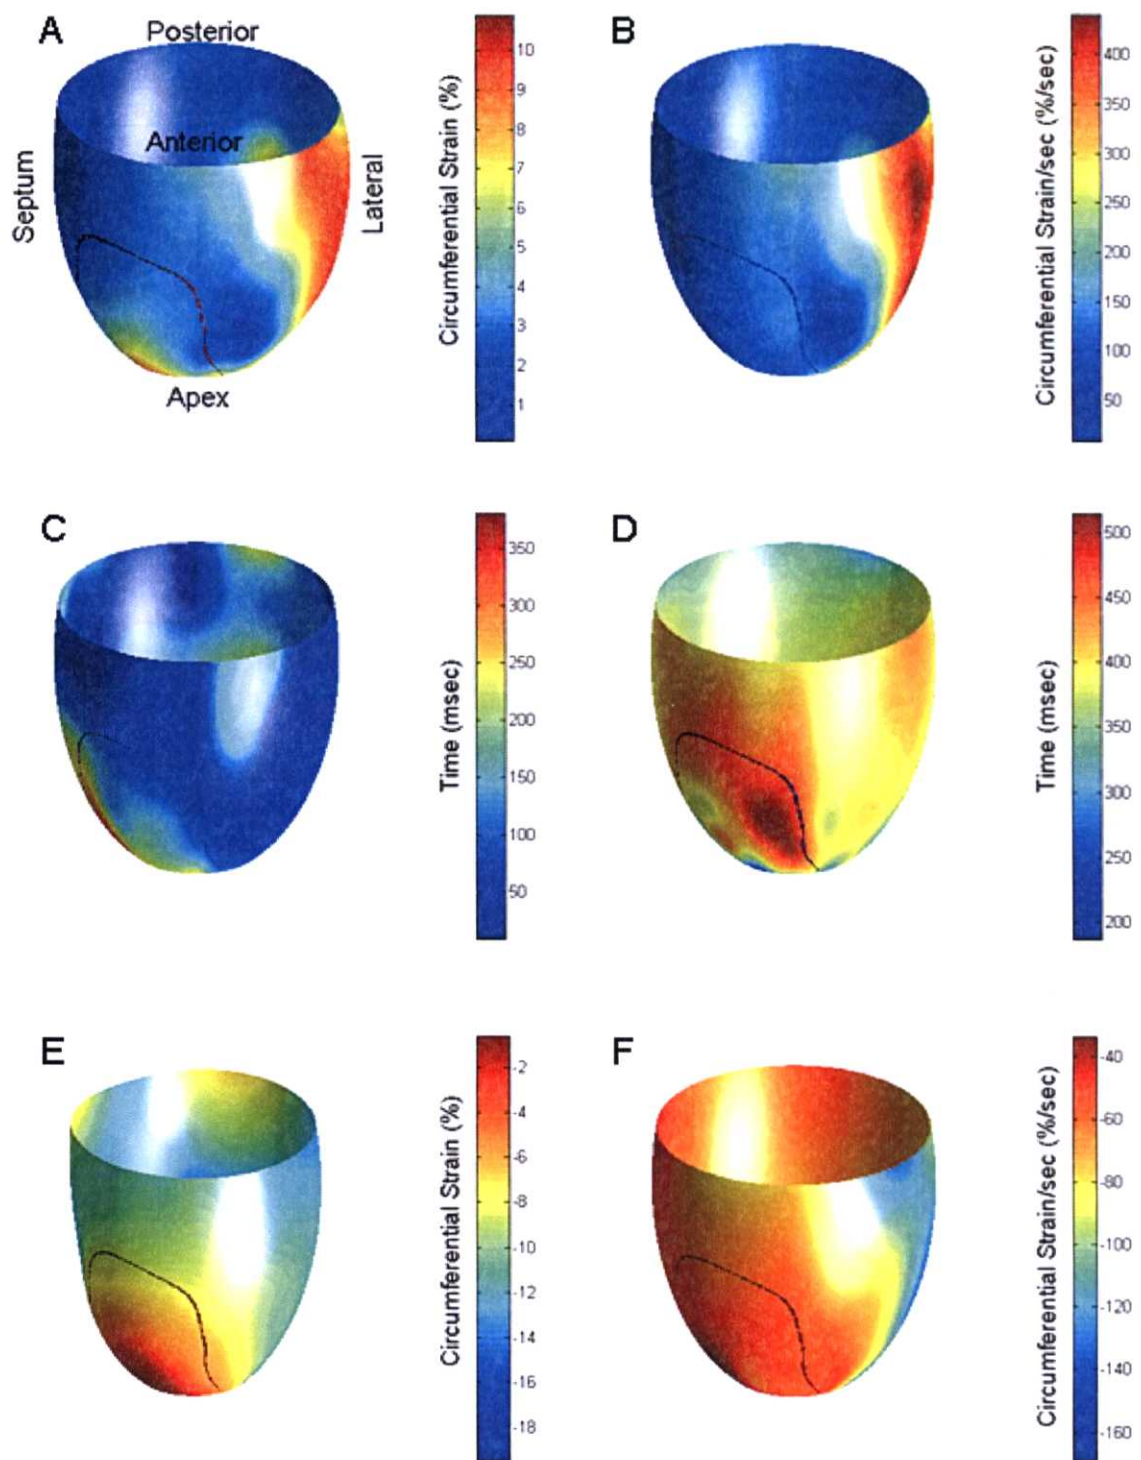 A
Posterior
Anterior
Septum
Lateral
Apex
Circumferential Strain (%)
10
9
8
7
6
5
4
3
2
1
B
Circumferential Strain/sec (%/sec)
400
350
300
250
200
150
100
50
C
Time (msec)
350
300
250
200
150
100
50
D
Time (msec)
500
450
400
350
300
250
200
E
Circumferential Strain (%)
-2
-4
-6
-8
-10
-12
-14
-16
-18
F
Circumferential Strain/sec (%/sec)
-40
-60
-80
-100
-120
-140
-160